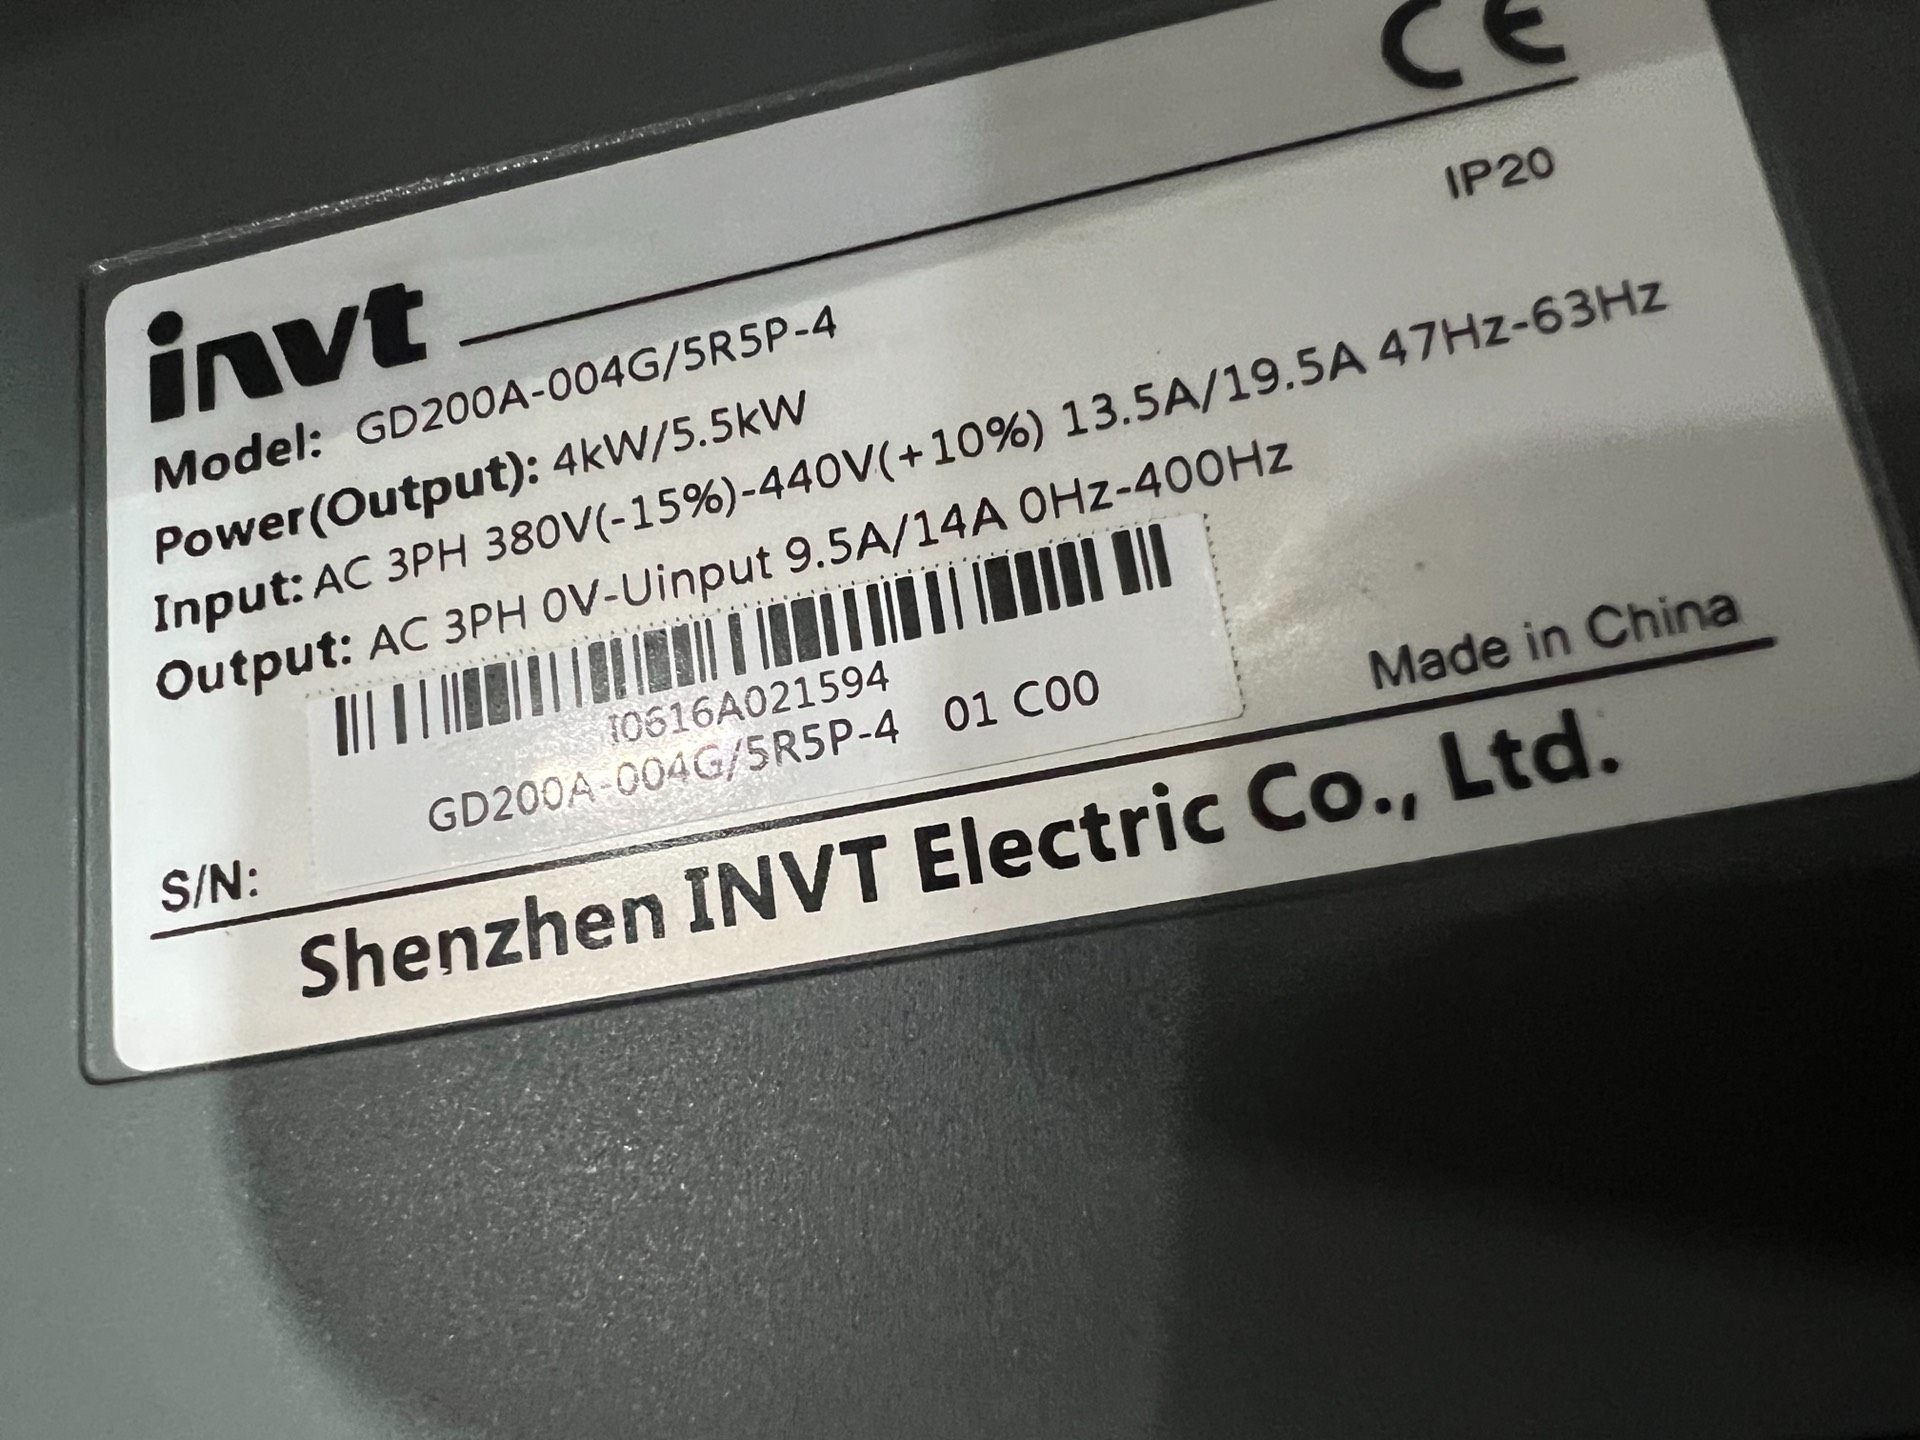 CE
invt
IP20
Model: GD200A-004G/5R5P-4
Power(Output): 4kW/5.5kW
Input: AC 3PH 380V(-15%)-440V(+10%) 13.5A/19.5A 47Hz-63Hz
Output: AC 3PH 0V-Uinput 9.5A/14A 0Hz-400Hz
I0616A021594
GD200A-004G/5R5P-4 01 C00
S/N:
Made in China
Shenzhen INVT Electric Co., Ltd.